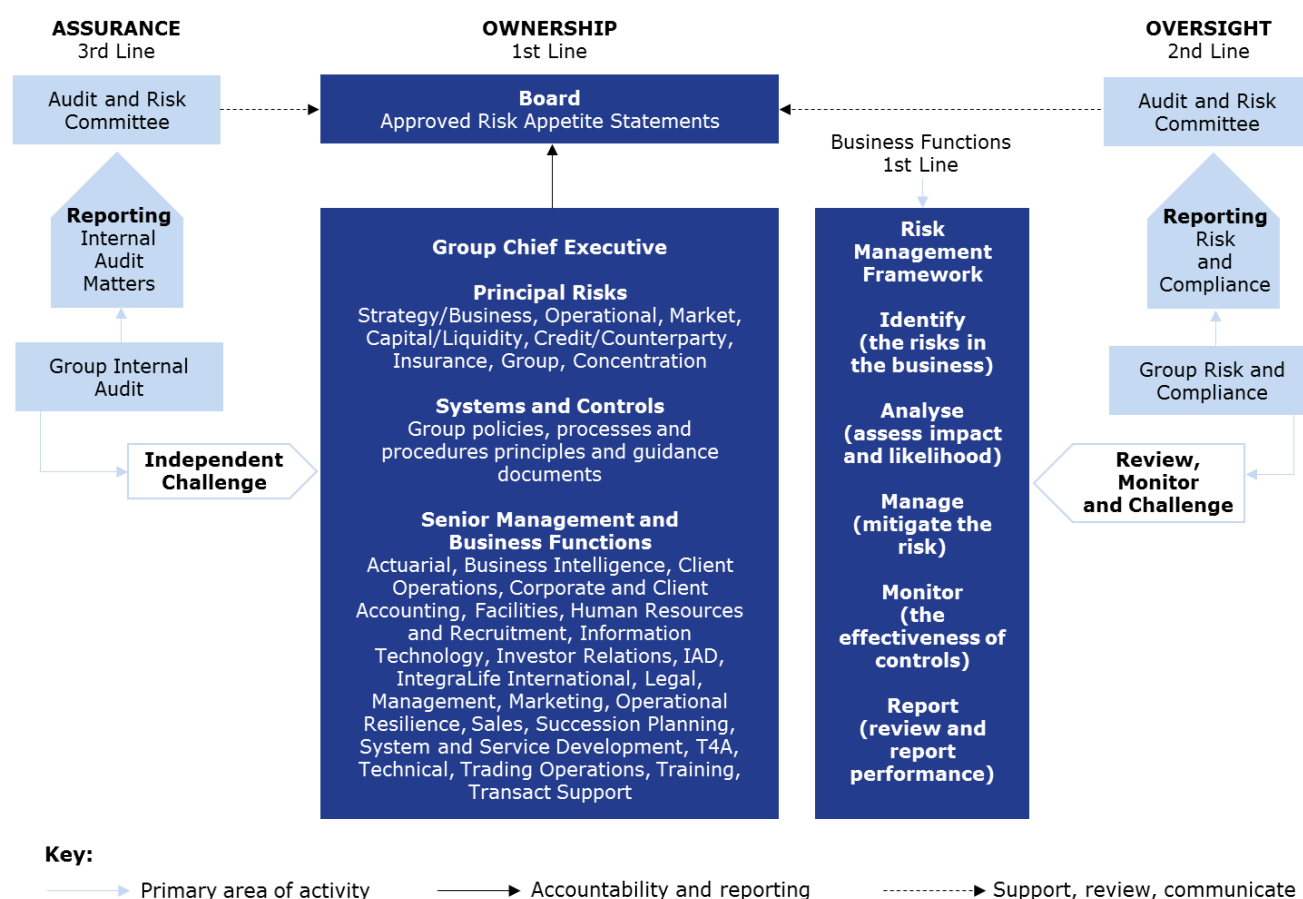 ASSURANCE
3rd Line
Audit and Risk
Committee
Reporting
Internal
Audit
Matters
Group Internal
Audit
Independent
Challenge
OWNERSHIP
1st Line
Board
Approved Risk Appetite Statements
Group Chief Executive
Principal Risks
Strategy/Business, Operational, Market,
Capital/Liquidity, Credit/Counterparty,
Insurance, Group, Concentration
Systems and Controls
Group policies, processes and
procedures principles and guidance
documents
Senior Management and
Business Functions
Actuarial, Business Intelligence, Client
Operations, Corporate and Client
Accounting, Facilities, Human Resources
and Recruitment, Information
Technology, Investor Relations, IAD,
IntegraLife International, Legal,
Management, Marketing, Operational
Resilience, Sales, Succession Planning,
System and Service Development, T4A,
Technical, Trading Operations, Training,
Transact Support
Business Functions
1st Line
Risk
Management
Framework
Identify
(the risks in
the business)
Analyse
(assess impact
and likelihood)
Manage
(mitigate the
risk)
Monitor
(the
effectiveness of
controls)
Report
(review and
report
performance)
OVERSIGHT
2nd Line
Audit and Risk
Committee
Reporting
Risk
and
Compliance
Group Risk and
Compliance
Review,
Monitor
and Challenge
Key:
Primary area of activity
Accountability and reporting
Support, review, communicate